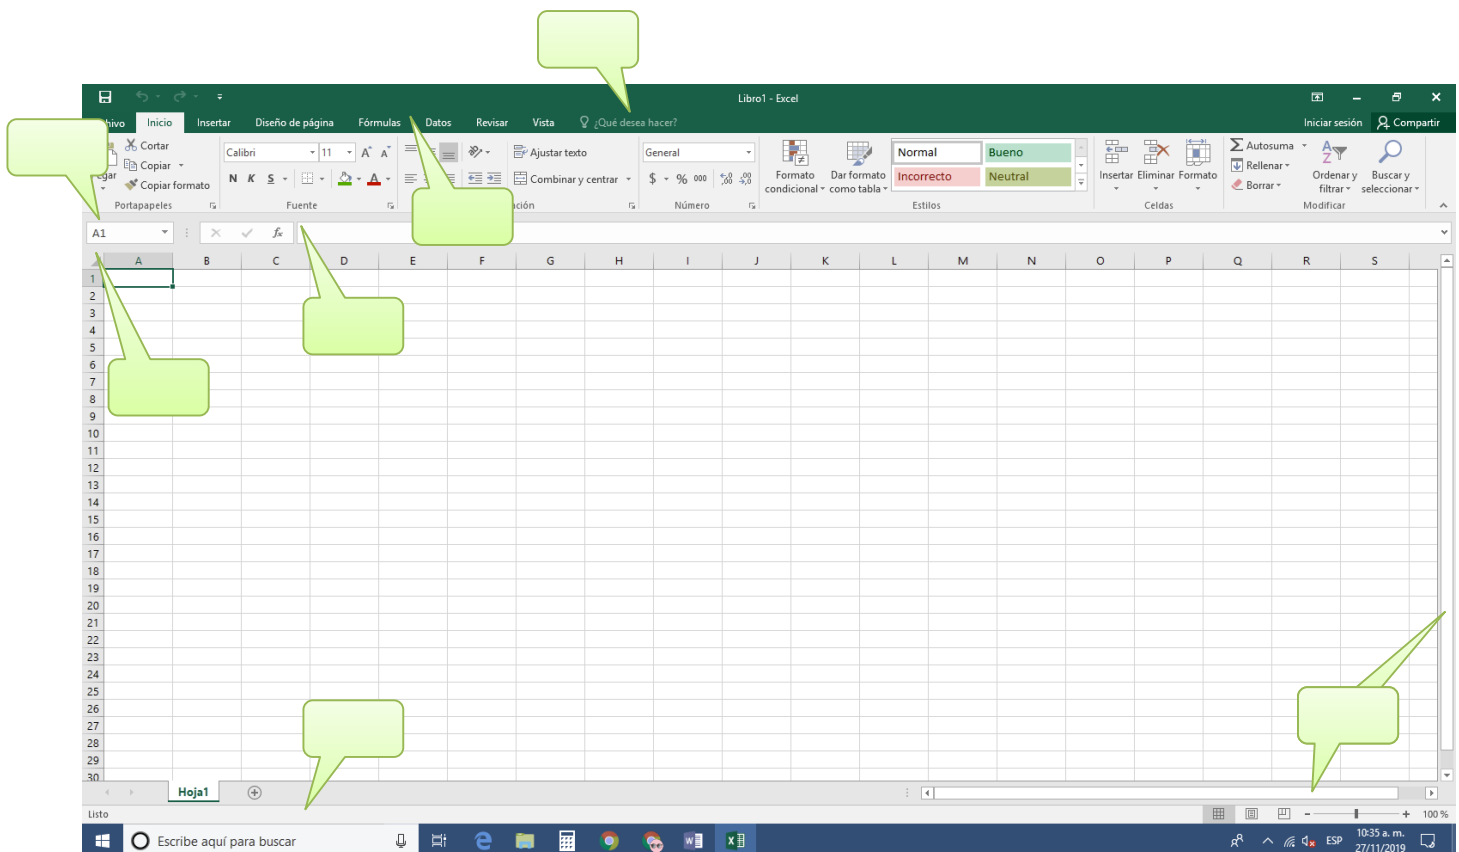 Libro1 - Excel
Inicio Insertar Diseño de página Fórmulas Datos Revisar Vista ¿Qué desea hacer? Iniciar sesión Compartir
Cortar
Copiar
Copiar formato
Portapapeles
Calibri 11
N K S
Fuente
Ajustar texto
Combinar y centrar
General
$ % 000
Número
Formato condicional
Dar formato como tabla
Normal Bueno
Incorrecto Neutral
Estilos
Insertar Eliminar Formato
Celdas
Autosuma
Rellenar
Borrar
Ordenar y filtrar
Buscar y seleccionar
Modificar
A1 fx
A B C D E F G H I J K L M N O P Q R S
1
2
3
4
5
6
7
8
9
10
11
12
13
14
15
16
17
18
19
20
21
22
23
24
25
26
27
28
29
30
Hoja1
Listo
100 %
Escribe aquí para buscar
ESP
10:35 a. m.
27/11/2019